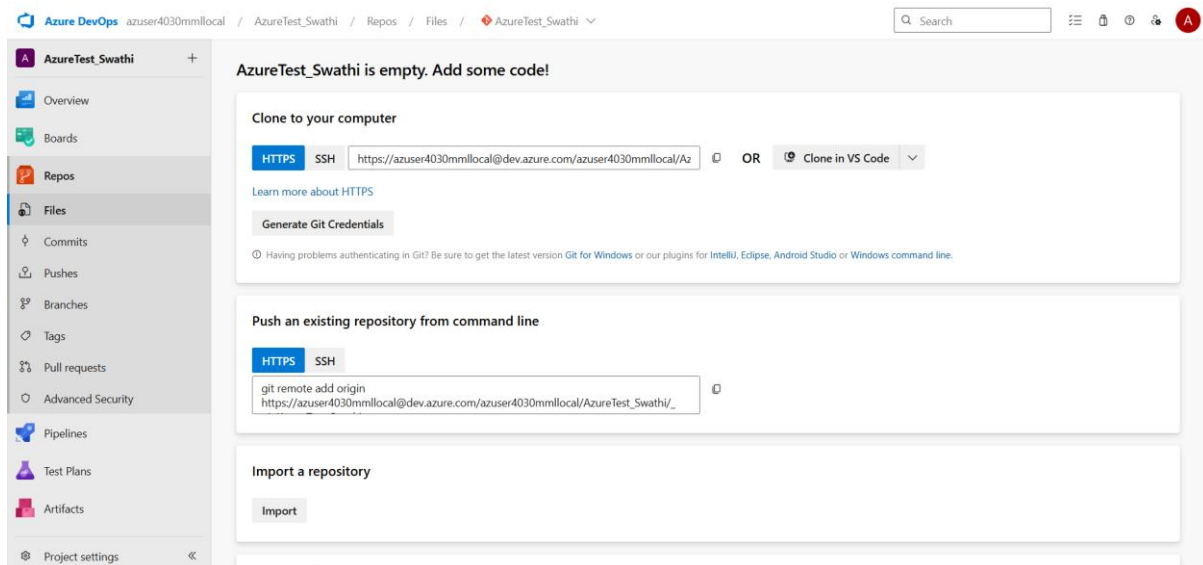 Azure DevOps azuser4030mmllocal / AzureTest_Swathi / Repos / Files / AzureTest_Swathi
Search
A
A AzureTest_Swathi +
Overview
Boards
Repos
Files
Commits
Pushes
Branches
Tags
Pull requests
Advanced Security
Pipelines
Test Plans
Artifacts
Project settings
AzureTest_Swathi is empty. Add some code!
Clone to your computer
HTTPS SSH https://azuser4030mmllocal@dev.azure.com/azuser4030mmllocal/Az OR Clone in VS Code
Learn more about HTTPS
Generate Git Credentials
Having problems authenticating in Git? Be sure to get the latest version Git for Windows or our plugins for IntelliJ, Eclipse, Android Studio or Windows command line.
Push an existing repository from command line
HTTPS SSH
git remote add origin
https://azuser4030mmllocal@dev.azure.com/azuser4030mmllocal/AzureTest_Swathi/_
Import a repository
Import